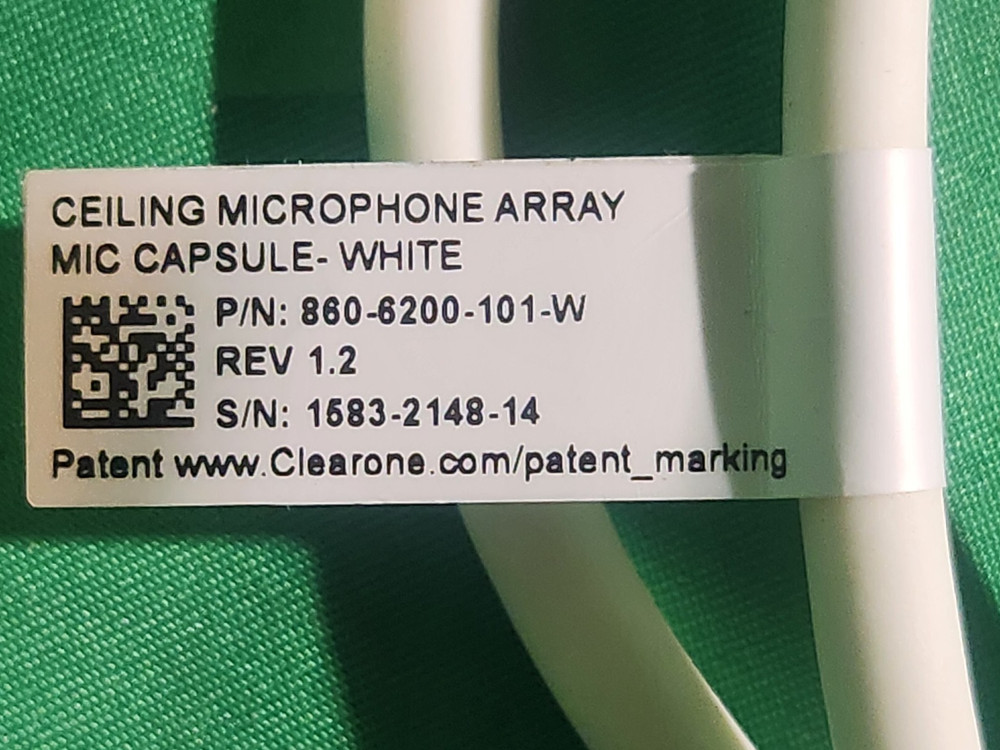 CEILING MICROPHONE ARRAY
MIC CAPSULE- WHITE
P/N: 860-6200-101-W
REV 1.2
S/N: 1583-2148-14
Patent www.Clearone.com/patent_marking